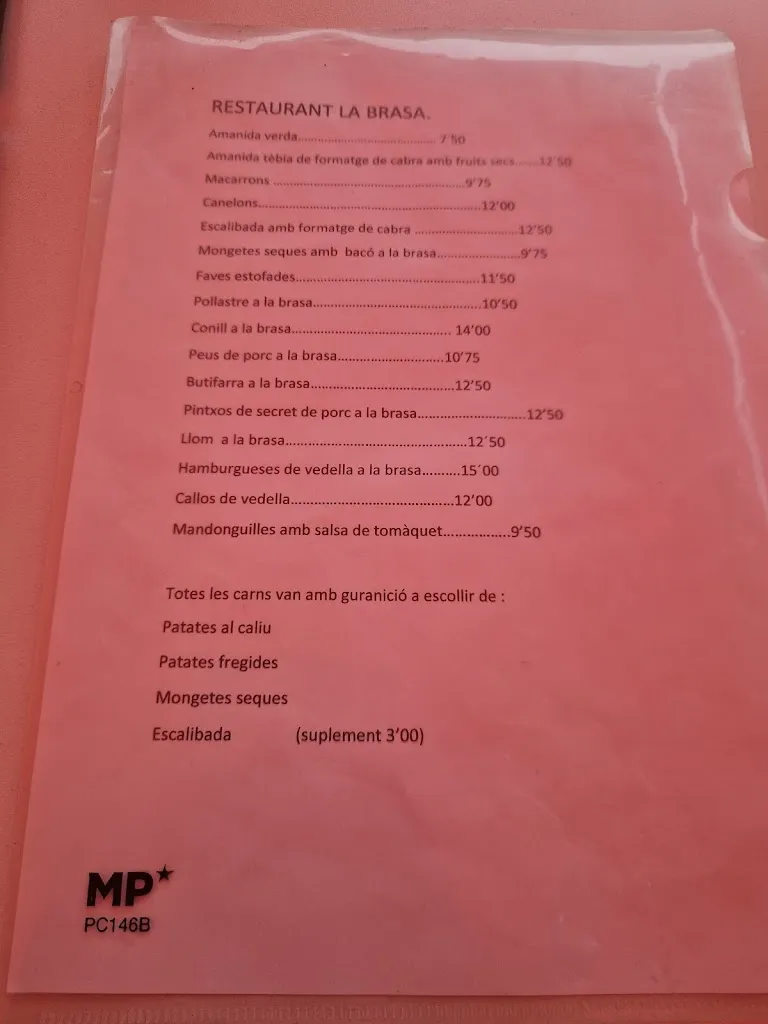 RESTAURANT LA BRASA.
Amanida verda........................................ 7'50
Amanida tèbia de formatge de cabra amb fruits secs......12'50
Macarrons ..................................................9'75
Canelons..........................................................12'00
Escalibada amb formatge de cabra ...........................12'50
Mongetes seques amb bacó a la brasa......................9'75
Faves estofades................................................11'50
Pollastre a la brasa............................................10'50
Conill a la brasa......................................... 14'00
Peus de porc a la brasa...........................10'75
Butifarra a la brasa.....................................12'50
Pintxos de secret de porc a la brasa............................12'50
Llom a la brasa..............................................12´50
Hamburgueses de vedella a la brasa..........15´00
Callos de vedella.......................................12'00
Mandonguilles amb salsa de tomàquet.................9'50
Totes les carns van amb guranició a escollir de :
Patates al caliu
Patates fregides
Mongetes seques
Escalibada (suplement 3'00)
MP★
PC146B